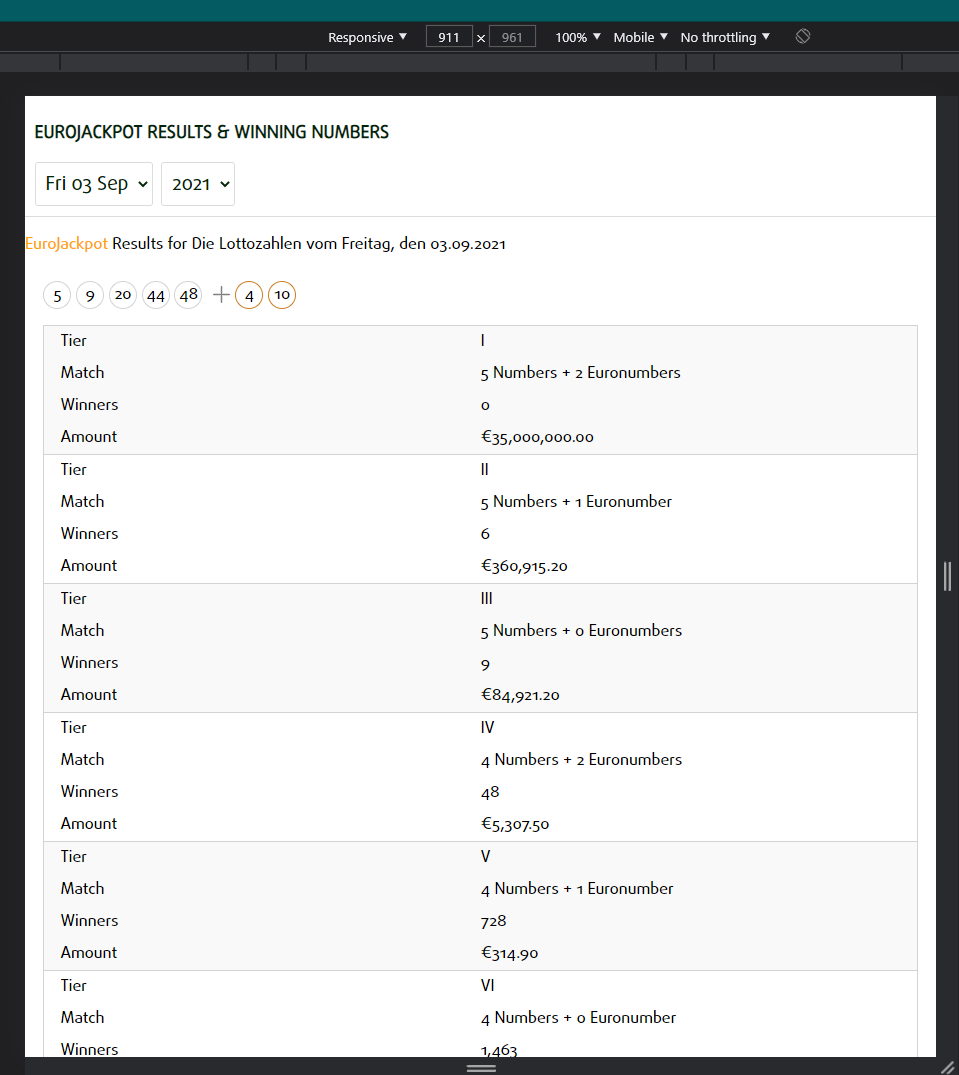 Responsive ▼ 911 x 961 100% ▼ Mobile ▼ No throttling ▼
EUROJACKPOT RESULTS & WINNING NUMBERS
Fri 03 Sep 2021
EuroJackpot Results for Die Lottozahlen vom Freitag, den 03.09.2021
5 9 20 44 48 + 4 10
Tier I
Match 5 Numbers + 2 Euronumbers
Winners 0
Amount €35,000,000.00
Tier II
Match 5 Numbers + 1 Euronumber
Winners 6
Amount €360,915.20
Tier III
Match 5 Numbers + 0 Euronumbers
Winners 9
Amount €84,921.20
Tier IV
Match 4 Numbers + 2 Euronumbers
Winners 48
Amount €5,307.50
Tier V
Match 4 Numbers + 1 Euronumber
Winners 728
Amount €314.90
Tier VI
Match 4 Numbers + 0 Euronumber
Winners 1,463